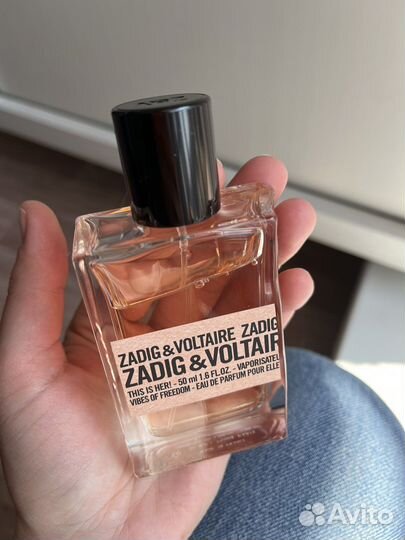 ZADIG & VOLTAIRE ZADIG
ZADIG & VOLTAIR
THIS IS HER! - 50 ml 1.6 FL.OZ. - VAPORISATEU
VIBES OF FREEDOM - EAU DE PARFUM POUR ELLE
Avito